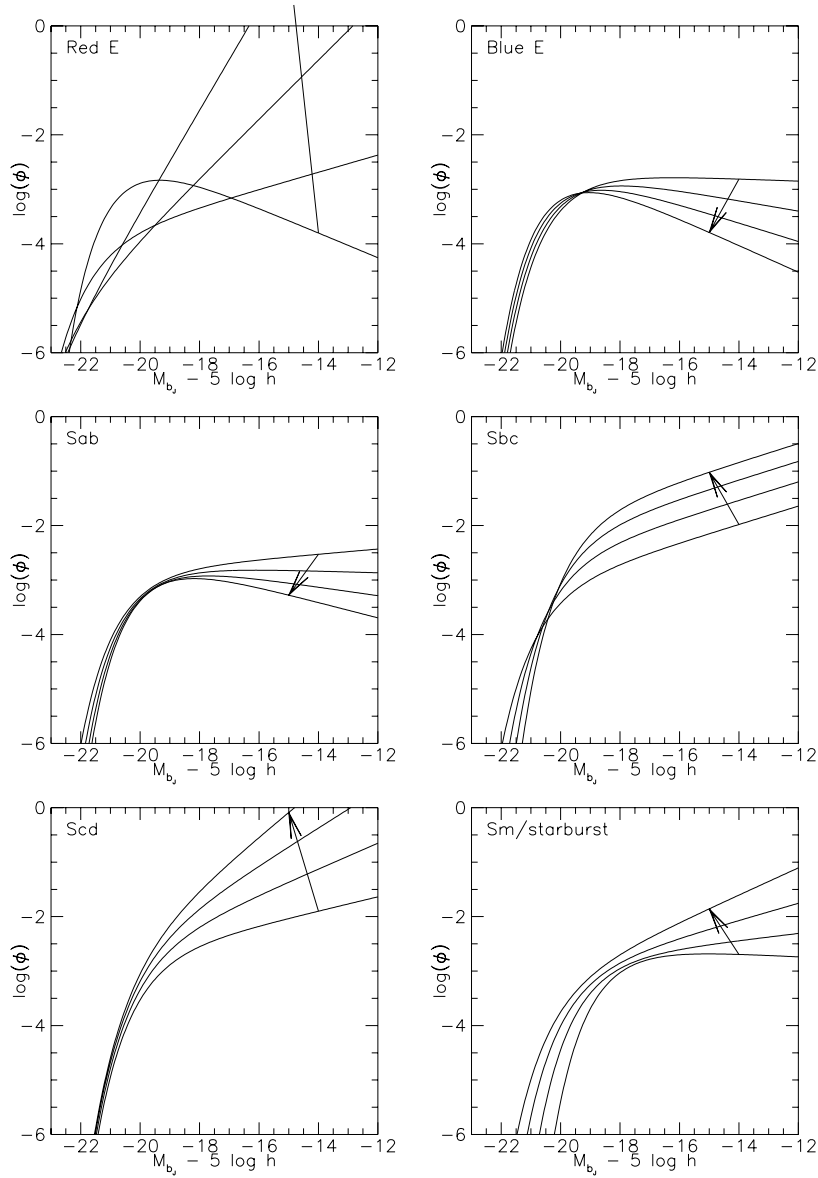 Red E
0
−2
−4
−6
log(ϕ)
−22 −20 −18 −16 −14 −12
M_{b_J} − 5 log h
Blue E
0
−2
−4
−6
log(ϕ)
−22 −20 −18 −16 −14 −12
M_{b_J} − 5 log h
Sab
0
−2
−4
−6
log(ϕ)
−22 −20 −18 −16 −14 −12
M_{b_J} − 5 log h
Sbc
0
−2
−4
−6
log(ϕ)
−22 −20 −18 −16 −14 −12
M_{b_J} − 5 log h
Scd
0
−2
−4
−6
log(ϕ)
−22 −20 −18 −16 −14 −12
M_{b_J} − 5 log h
Sm/starburst
0
−2
−4
−6
log(ϕ)
−22 −20 −18 −16 −14 −12
M_{b_J} − 5 log h